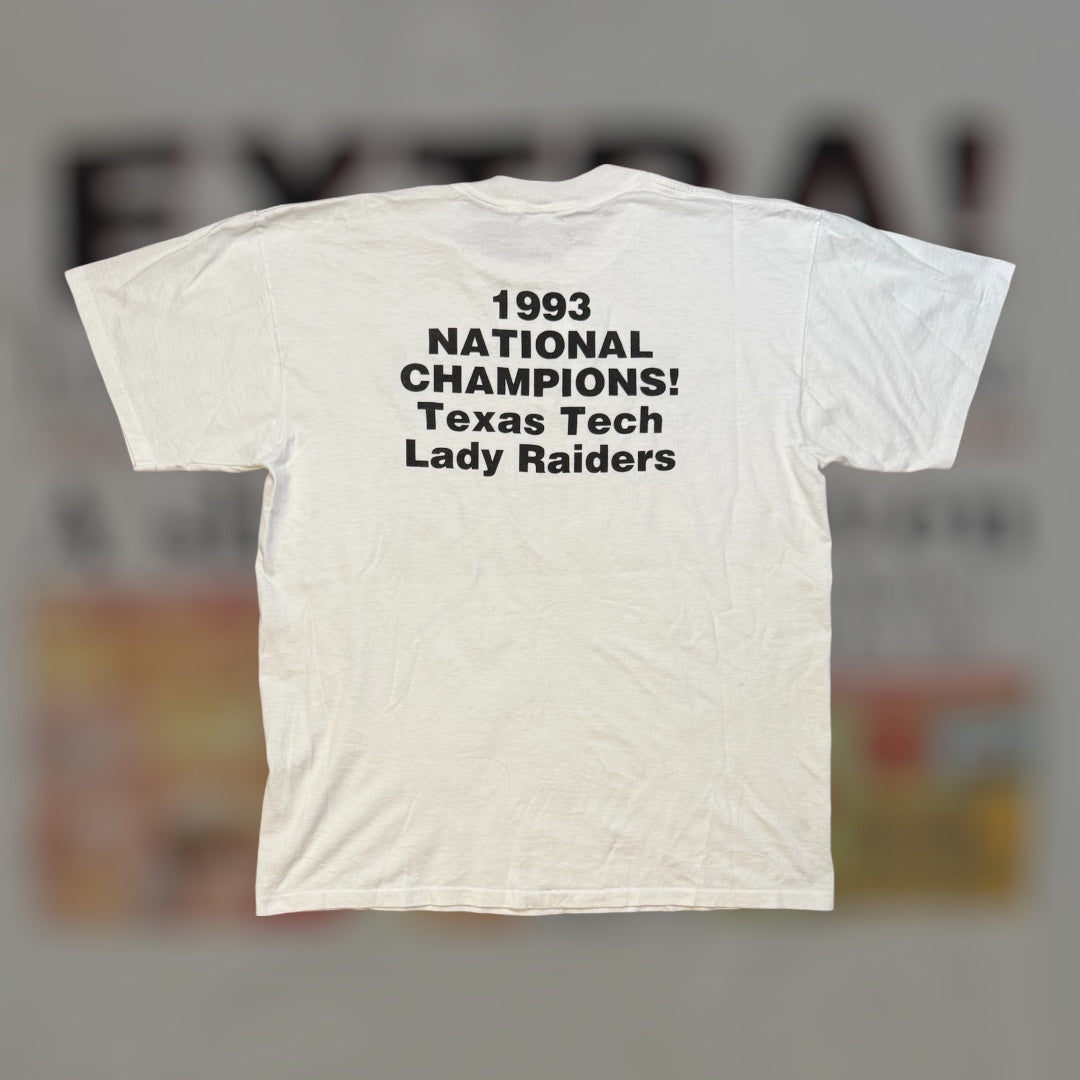 EXTRA!
1993
NATIONAL
CHAMPIONS!
Texas Tech
Lady Raiders